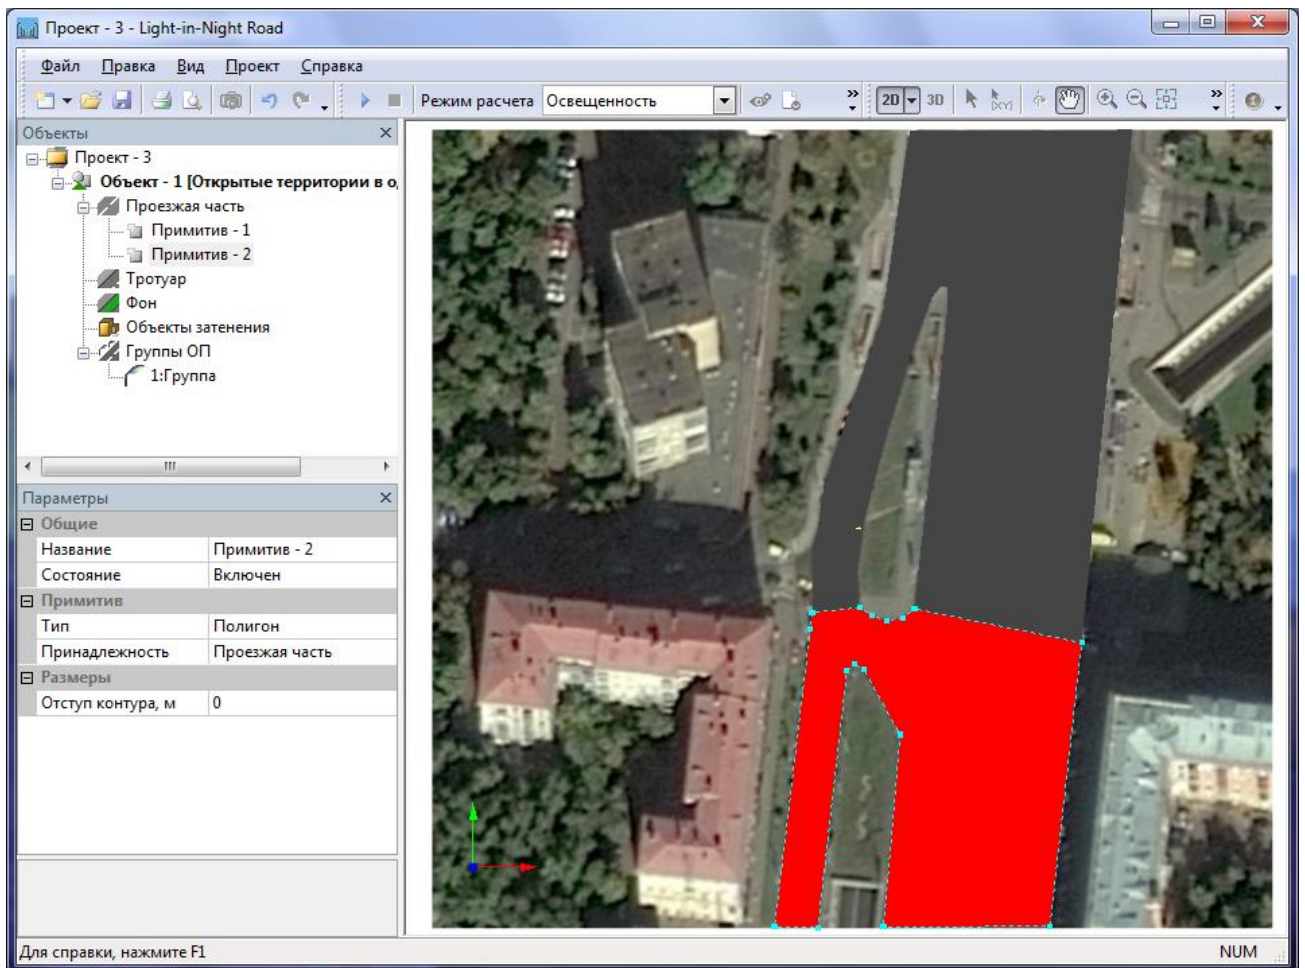 Проект - 3 - Light-in-Night Road
Файл Правка Вид Проект Справка
Режим расчета Освещенность 2D 3D
Объекты
Проект - 3
Объект - 1 [Открытые территории в о
Проезжая часть
Примитив - 1
Примитив - 2
Тротуар
Фон
Объекты затенения
Группы ОП
1:Группа
Параметры
Общие
Название Примитив - 2
Состояние Включен
Примитив
Тип Полигон
Принадлежность Проезжая часть
Размеры
Отступ контура, м 0
Для справки, нажмите F1 NUM